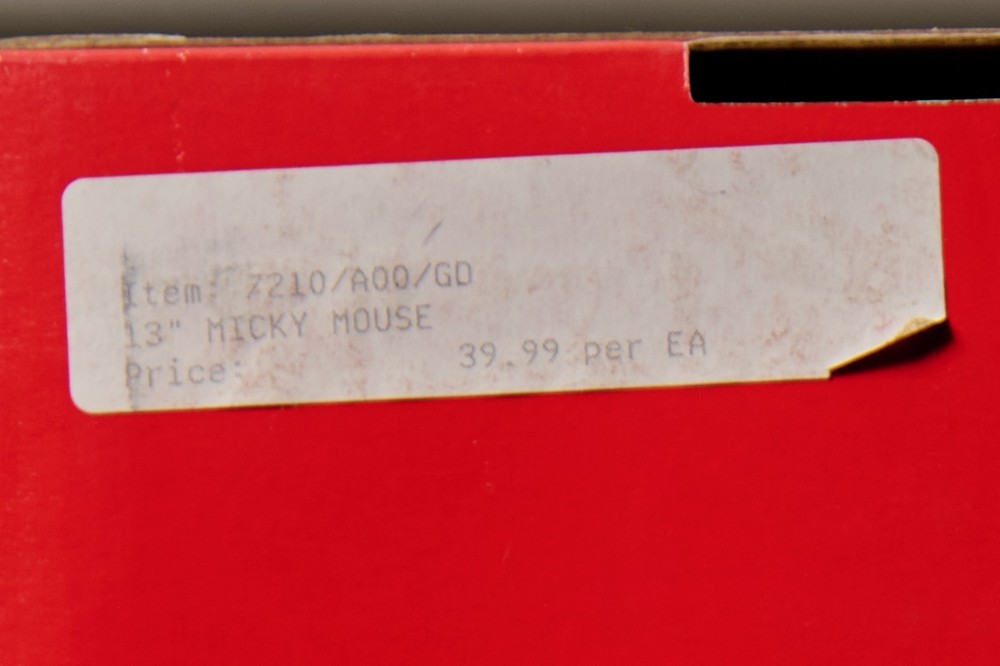 Item: 7210/A00/GD
13" MICKY MOUSE
Price: 39.99 per EA